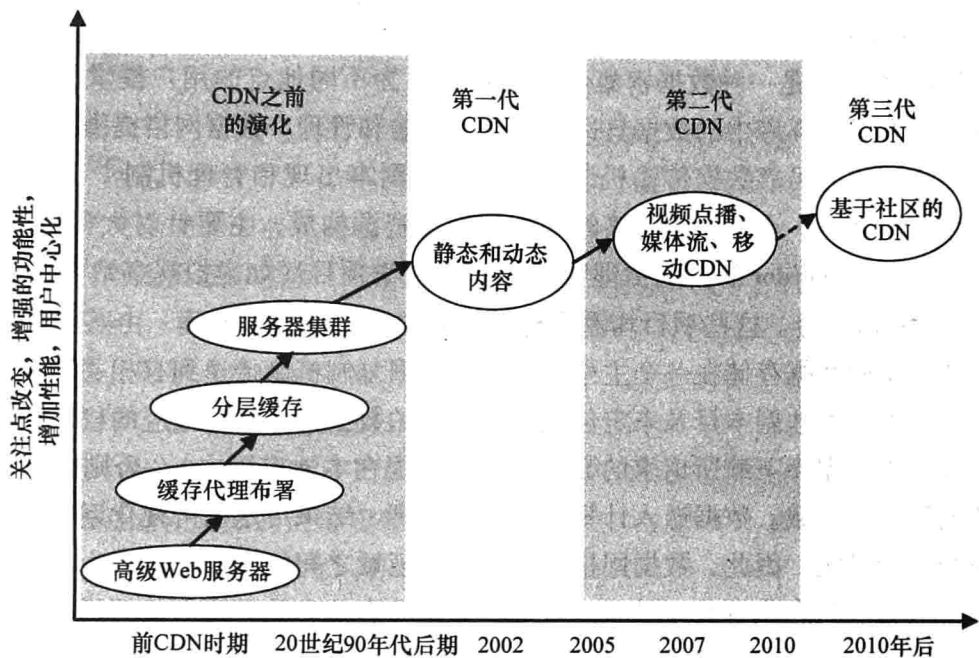 CDN之前
的演化
第一代
CDN
第二代
CDN
第三代
CDN
基于社区的
CDN
视频点播、
媒体流、移
动CDN
静态和动态
内容
服务器集群
分层缓存
缓存代理布署
高级Web服务器
关注点改变，增强的功能性，
增加性能，用户中心化
前CDN时期
20世纪90年代后期
2002
2005
2007
2010
2010年后